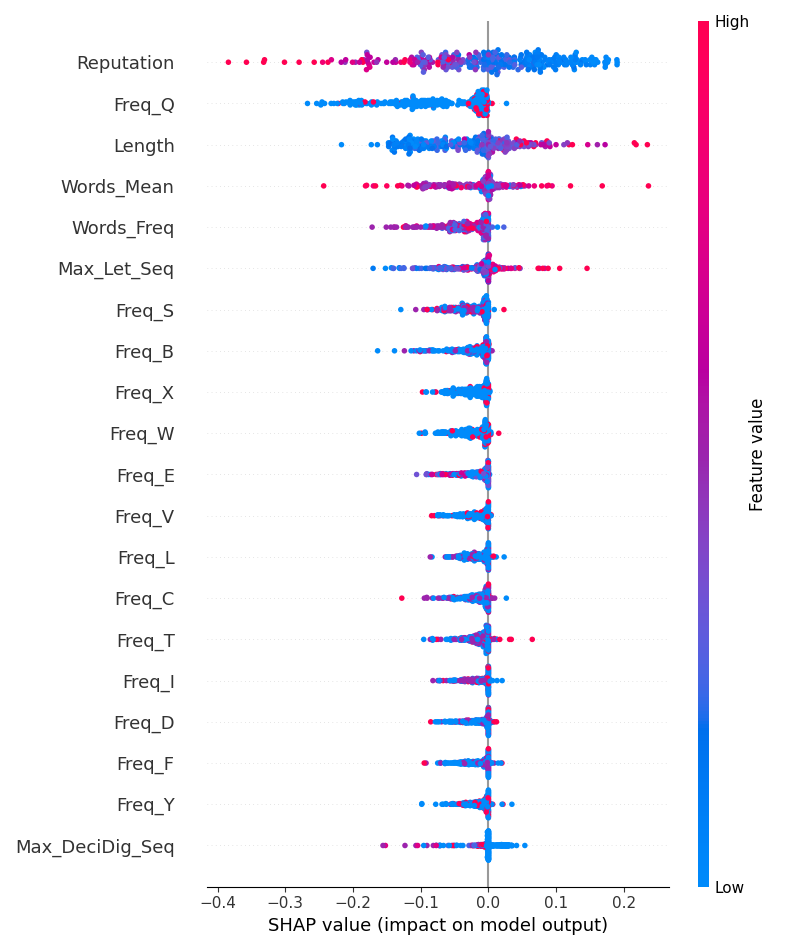 High
Reputation
Freq_Q
Length
Words_Mean
Words_Freq
Max_Let_Seq
Freq_S
Freq_B
Freq_X
Freq_W
Freq_E
Freq_V
Freq_L
Freq_C
Freq_T
Freq_I
Freq_D
Freq_F
Freq_Y
Max_DeciDig_Seq
Feature value
Low
−0.4 −0.3 −0.2 −0.1 0.0 0.1 0.2
SHAP value (impact on model output)